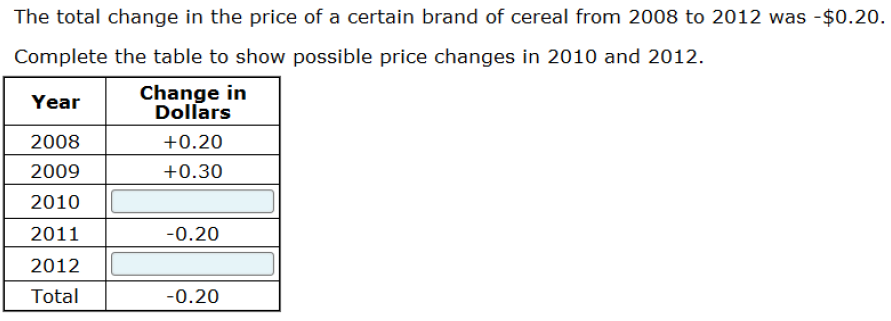 The total change in the price of a certain brand of cereal from 2008 to 2012 was -$0.20.
Complete the table to show possible price changes in 2010 and 2012.
Year Change in Dollars
2008 +0.20
2009 +0.30
2010
2011 -0.20
2012
Total -0.20